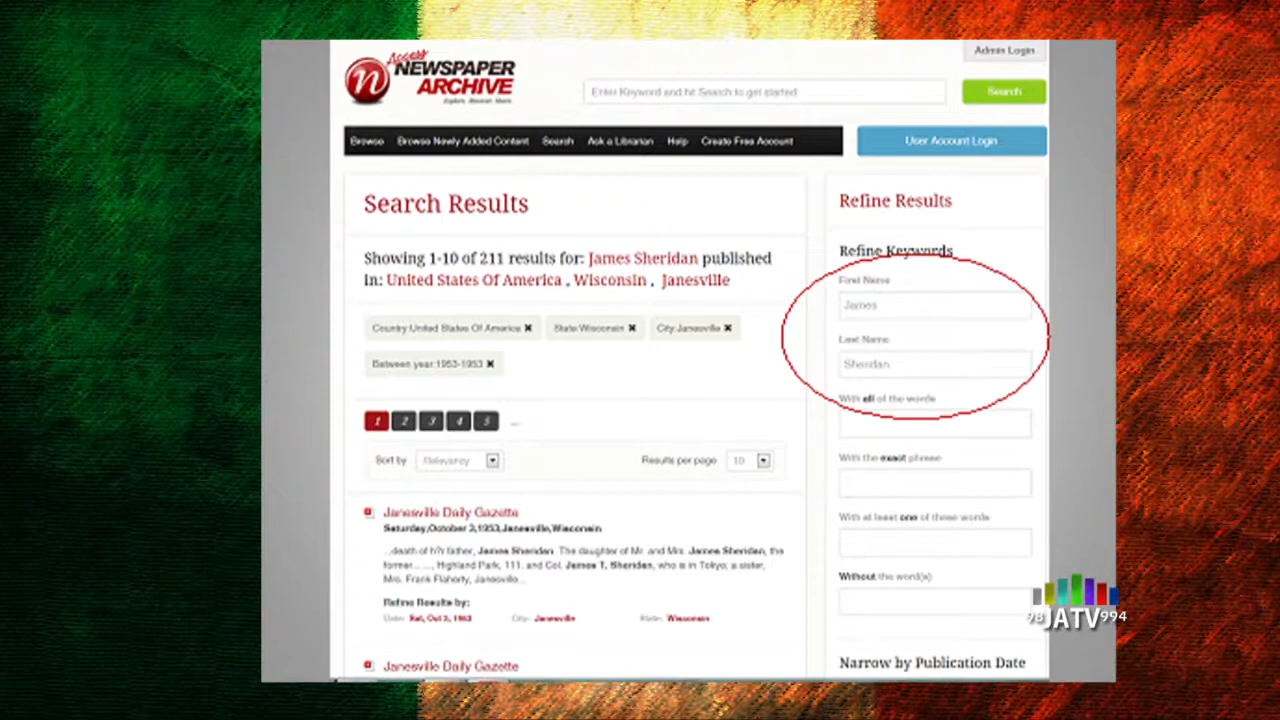 Admin Login
Access
NEWSPAPER
ARCHIVE
Explore. Discover. Share.
Enter Keyword and hit Search to get started
Search
Browse Browse Newly Added Content Search Ask a Librarian Help Create Free Account
User Account Login
Search Results
Showing 1-10 of 211 results for: James Sheridan published
in: United States Of America , Wisconsin , Janesville
Country:United States Of America ✖ State:Wisconsin ✖ City:Janesville ✖
Between year:1953-1953 ✖
1 2 3 4 5 ...
Sort by Relevancy Results per page 10
Janesville Daily Gazette
Saturday,October 3,1953,Janesville,Wisconsin
...death of h?r father, James Sheridan. The daughter of Mr. and Mrs. James Sheridan, the
former......, Highland Park, 111. and Col. James T. Sheridan, who is in Tokyo; a sister,
Mrs. Frank Flaherty, Janesville...
Refine Results by:
Date: Sat, Oct 3, 1953 City: Janesville State: Wisconsin
Janesville Daily Gazette
Refine Results
Refine Keywords
First Name
James
Last Name
Sheridan
With all of the words
With the exact phrase
With at least one of these words
Without the word(s)
Narrow by Publication Date
98 JATV 994